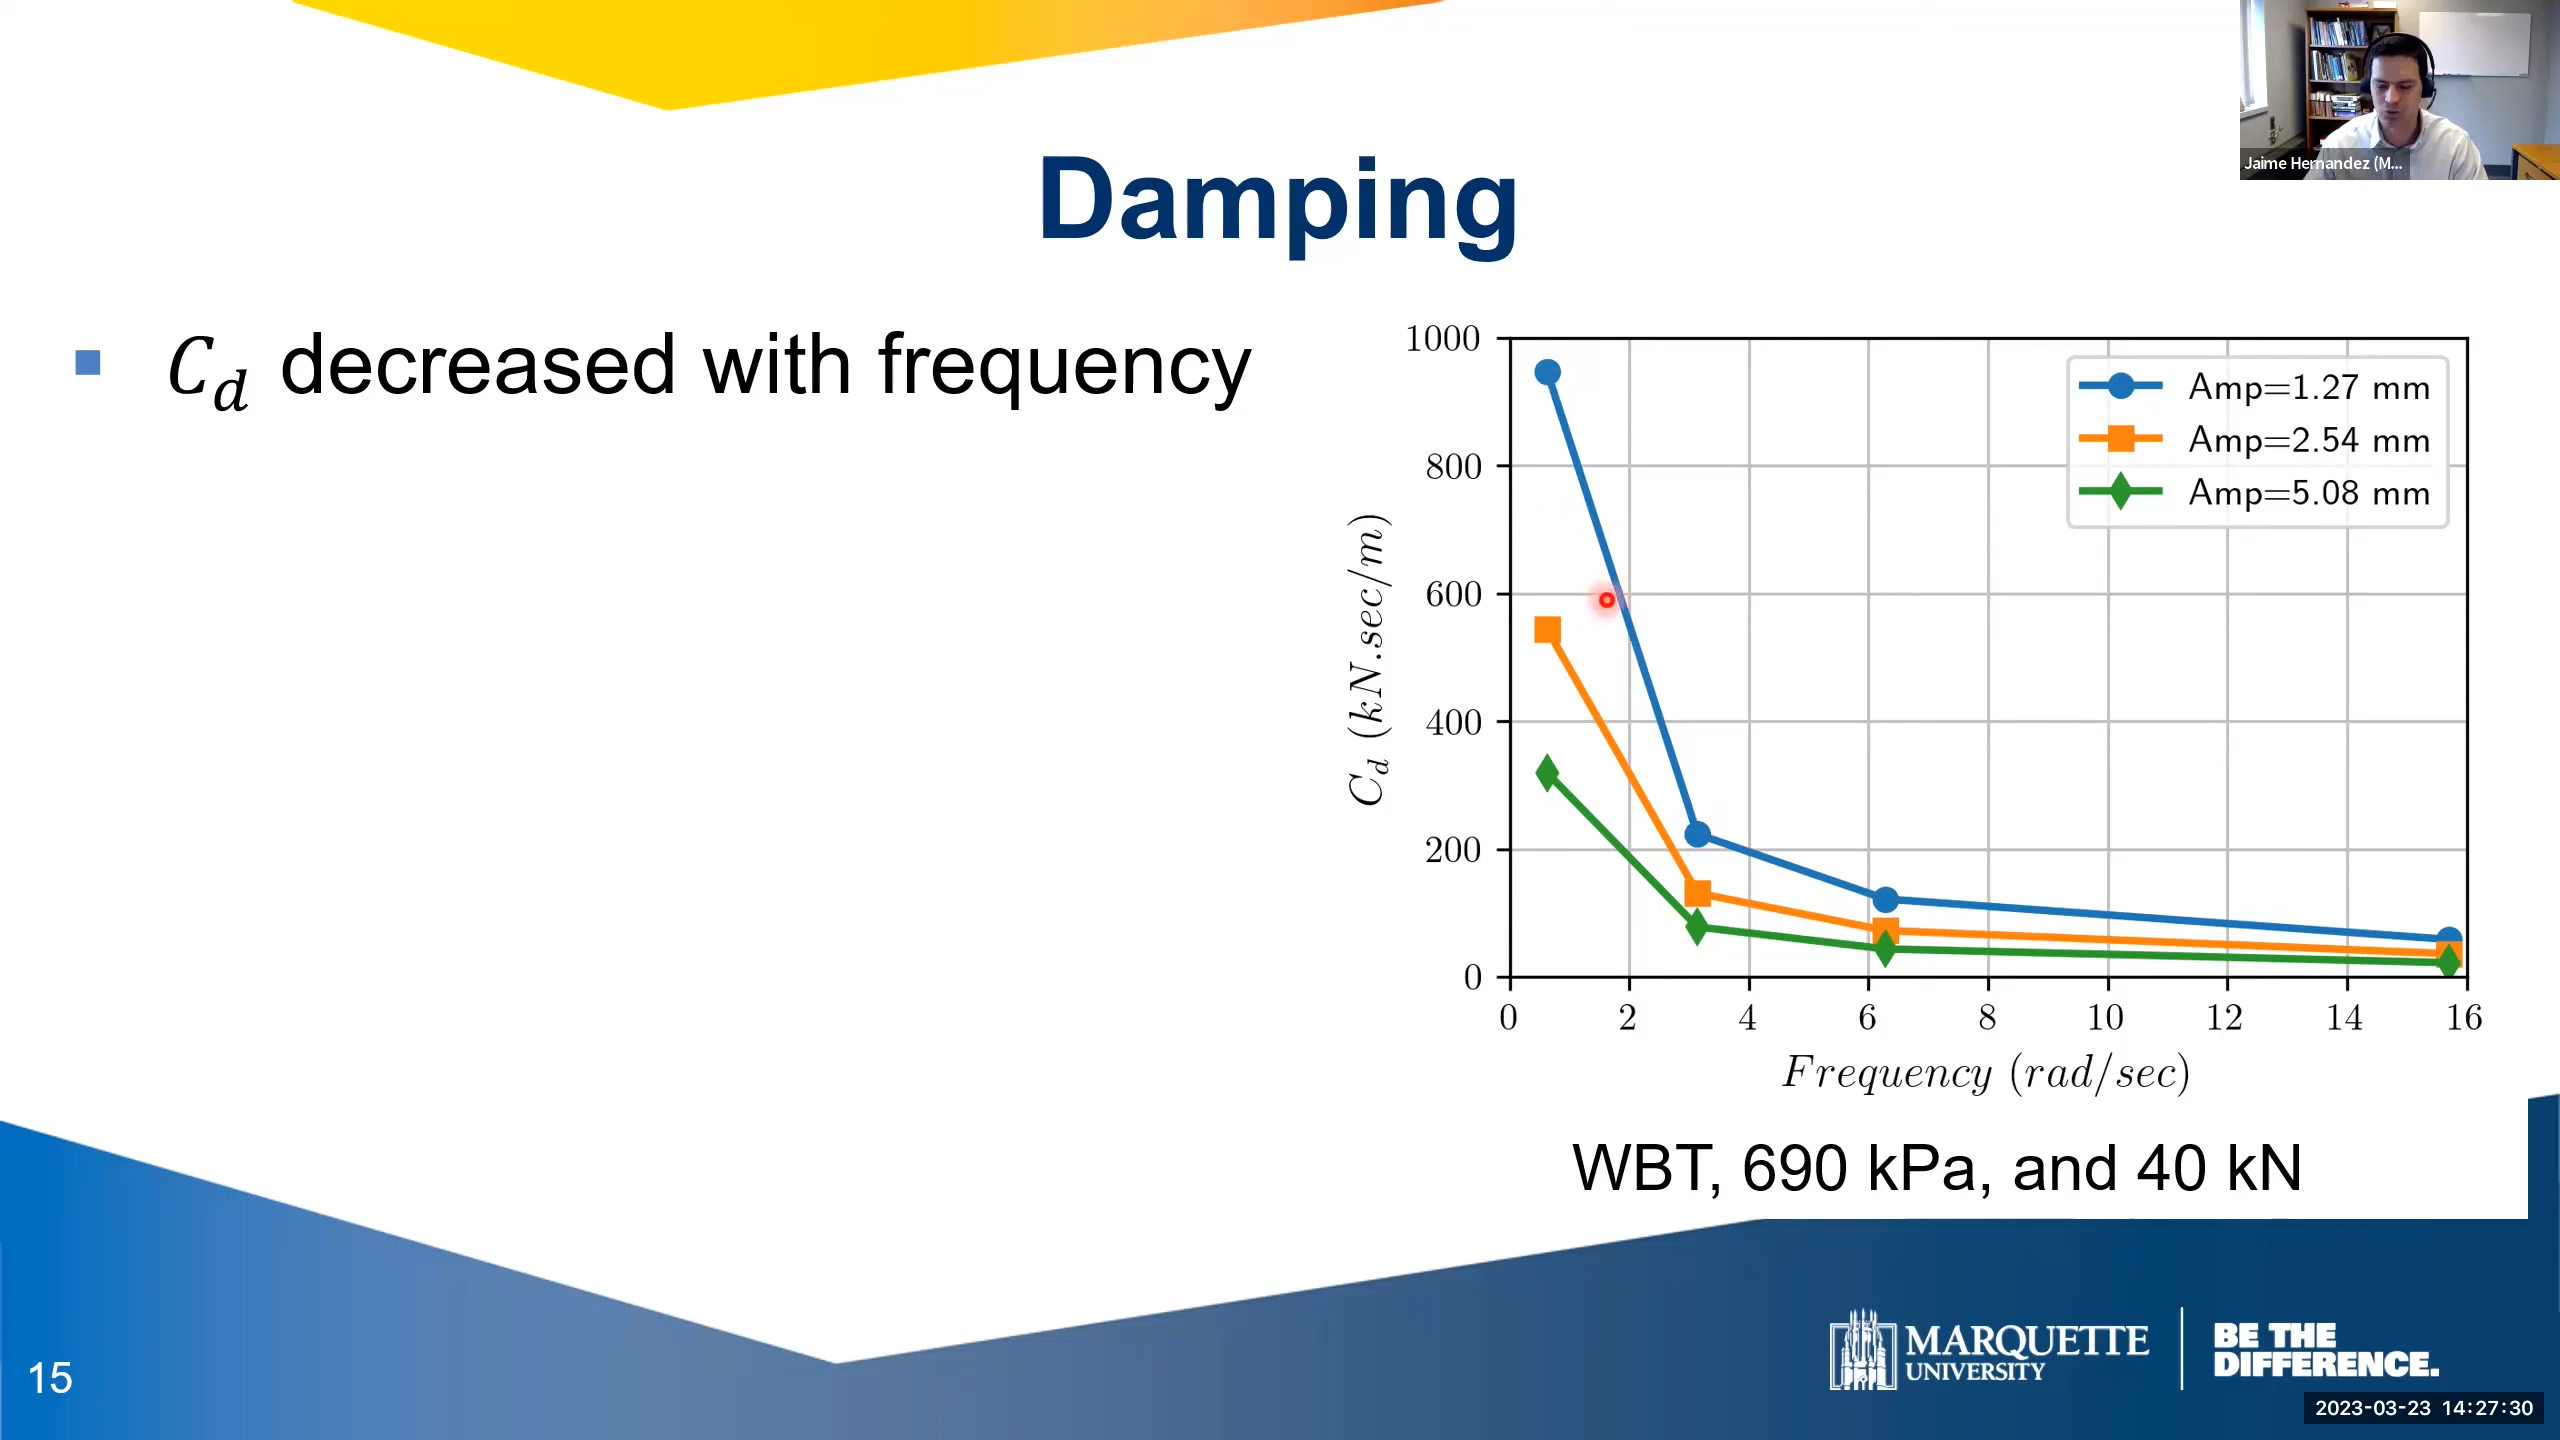 Jaime Hernandez (M...
Damping
▪ C_d decreased with frequency
1000
800
600
400
200
0
C_d (kN.sec/m)
Amp=1.27 mm
Amp=2.54 mm
Amp=5.08 mm
0 2 4 6 8 10 12 14 16
Frequency (rad/sec)
WBT, 690 kPa, and 40 kN
15
MARQUETTE
UNIVERSITY
BE THE
DIFFERENCE.
2023-03-23 14:27:30